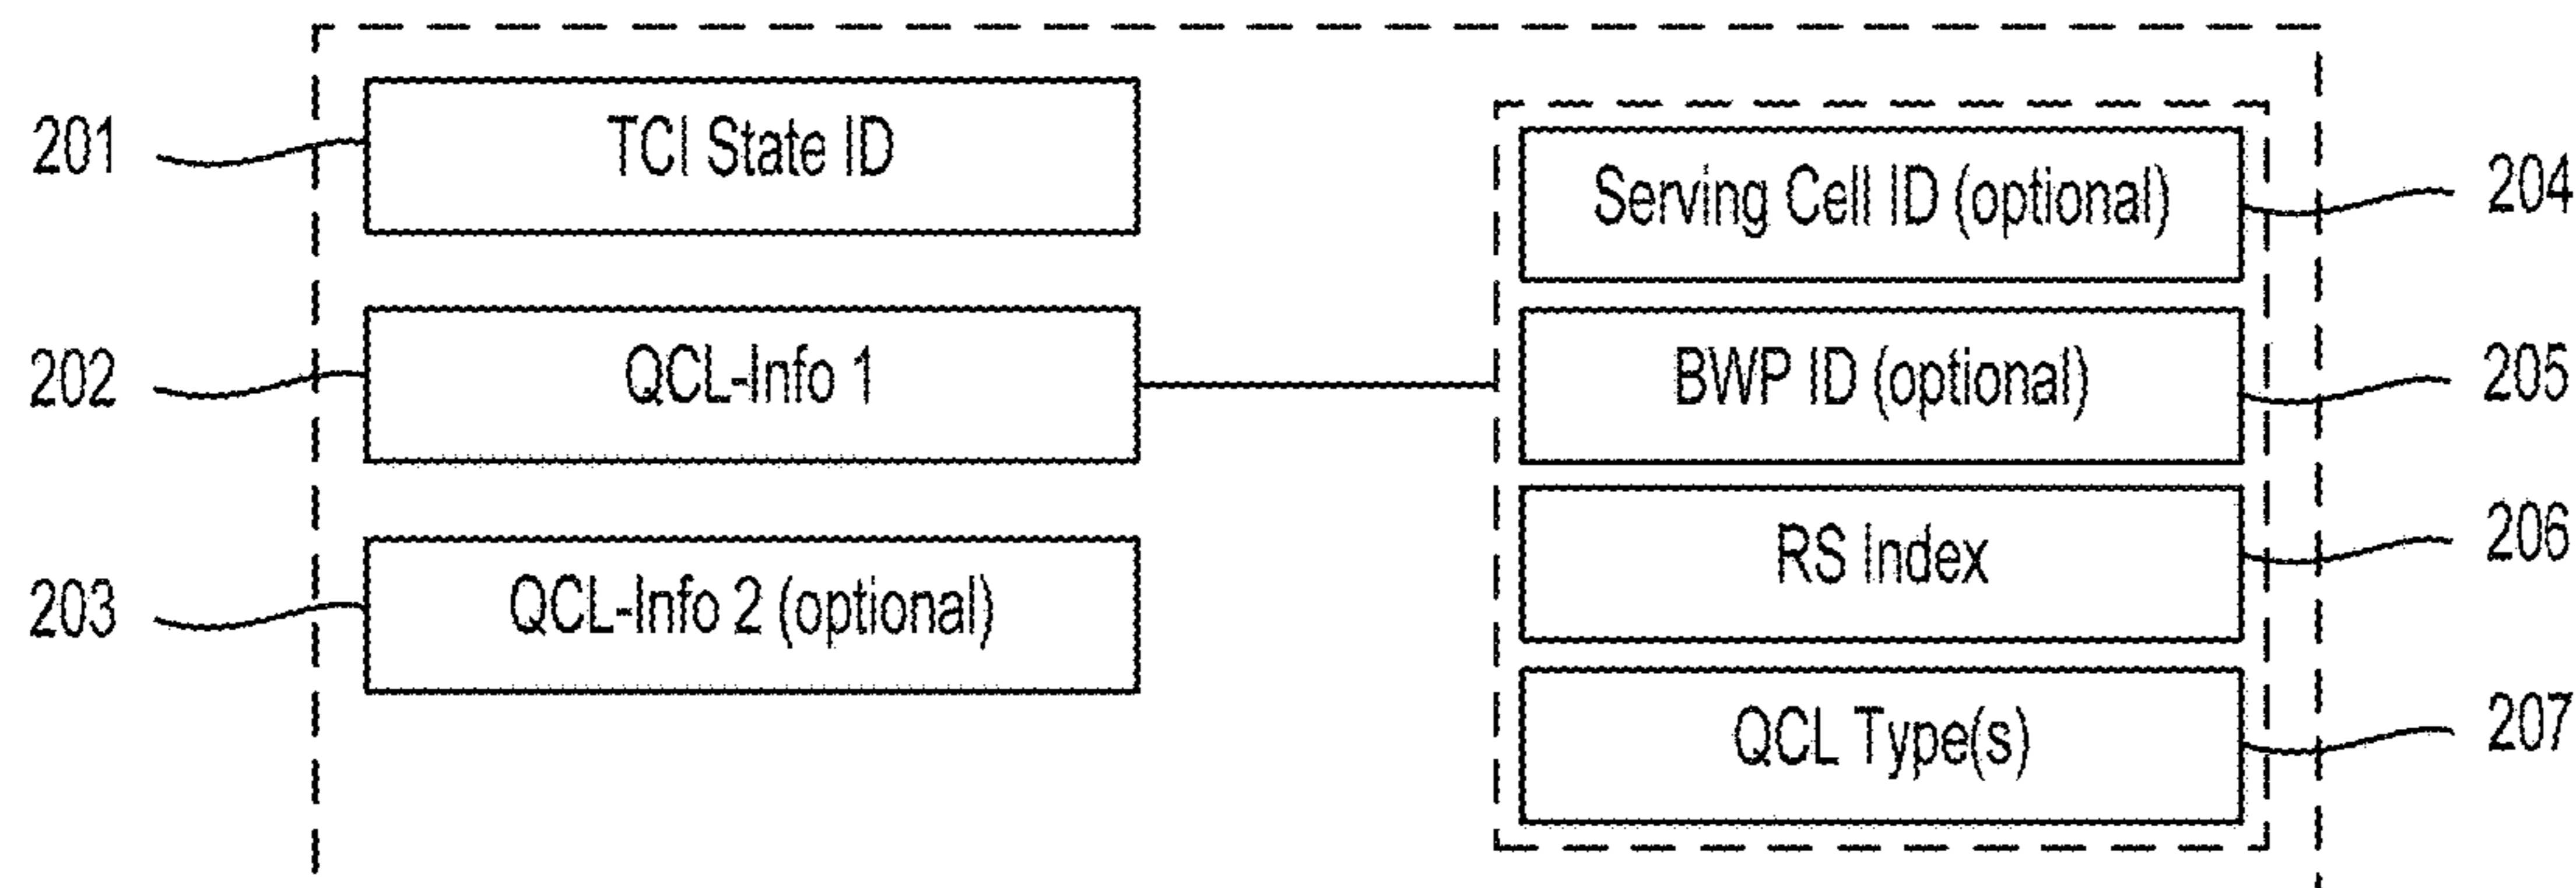 201
TCI State ID
202
QCL-Info 1
203
QCL-Info 2 (optional)
Serving Cell ID (optional)
204
BWP ID (optional)
205
RS Index
206
QCL Type(s)
207